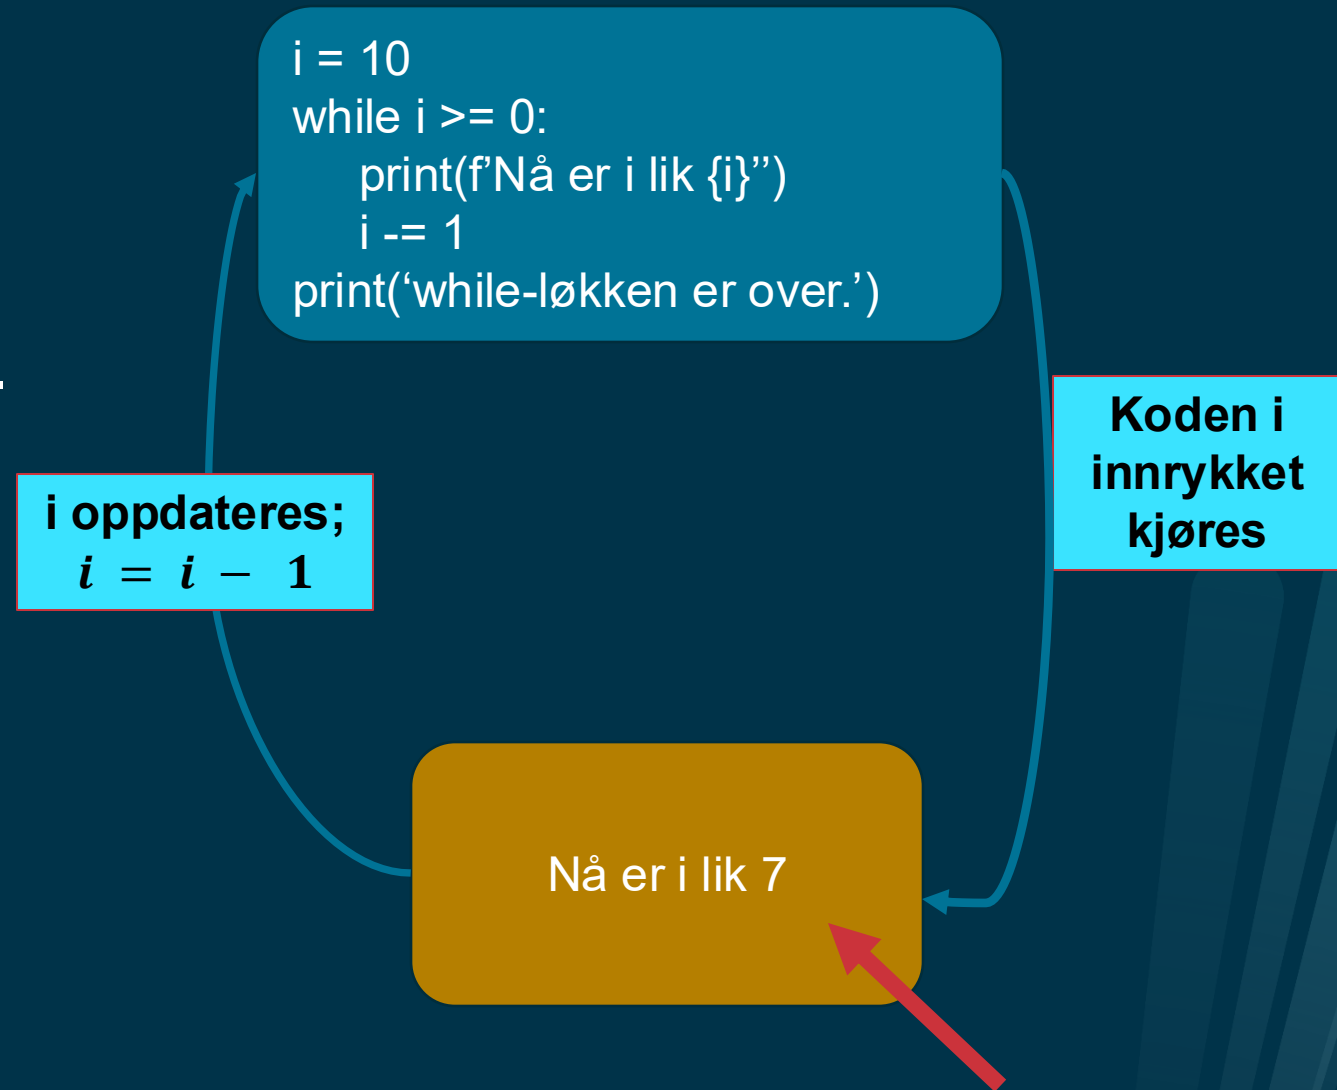 i = 10
while i >= 0:
print(f’Nå er i lik {i}’’)
i -= 1
print(‘while-løkken er over.’)
Koden i
innrykket
kjøres
i oppdateres;
i = i − 1
Nå er i lik 7